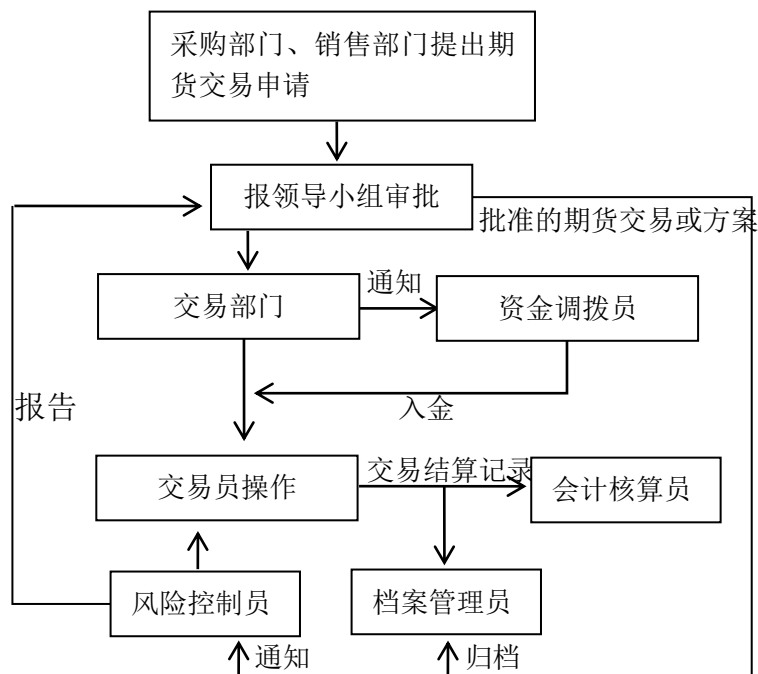 采购部门、销售部门提出期
货交易申请
报领导小组审批
批准的期货交易或方案
交易部门
通知
资金调拨员
报告
入金
交易员操作
交易结算记录
会计核算员
风险控制员
档案管理员
通知
归档